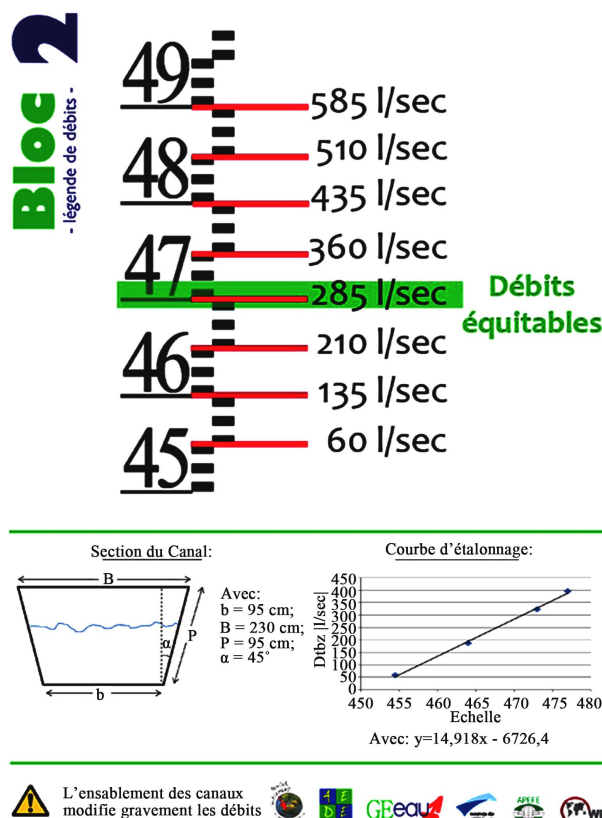 Bloc 2
- légende de débits -
49
585 l/sec
510 l/sec
48
435 l/sec
360 l/sec
47
285 l/sec
Débits
équitables
210 l/sec
46
135 l/sec
60 l/sec
45
Section du Canal:
B
P
α
b
Avec:
b = 95 cm;
B = 230 cm;
P = 95 cm;
α = 45°
Courbe d'étalonnage:
Dtbz |l/sec|
450
400
350
300
250
200
150
100
50
0
450 455 460 465 470 475 480
Echelle
Avec: y=14,918x - 6726,4
L'ensablement des canaux
modifie gravement les débits
AEDE
GEeau
APEFE